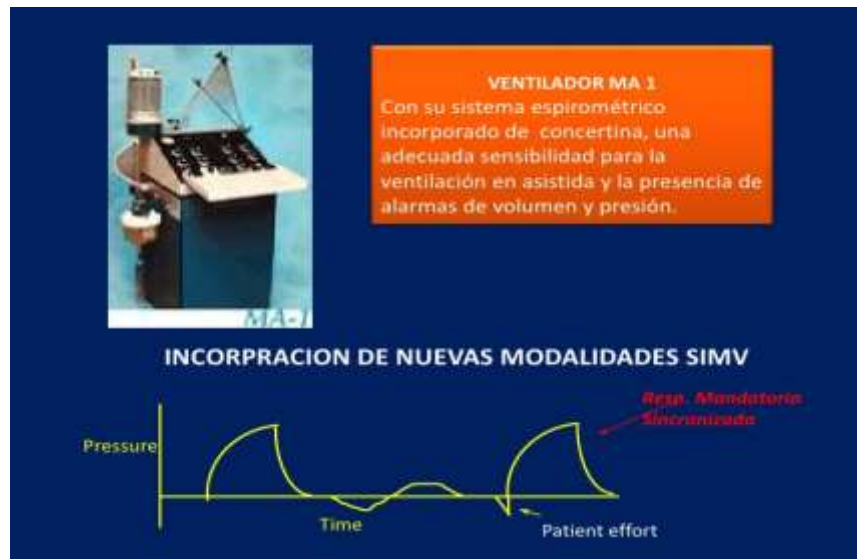 VENTILADOR MA 1
Con su sistema espirométrico
incorporado de concertina, una
adecuada sensibilidad para la
ventilación en asistida y la presencia de
alarmas de volumen y presión.
MA-1
INCORPRACION DE NUEVAS MODALIDADES SIMV
Resp. Mandatoria
Sincronizada
Pressure
Time
Patient effort